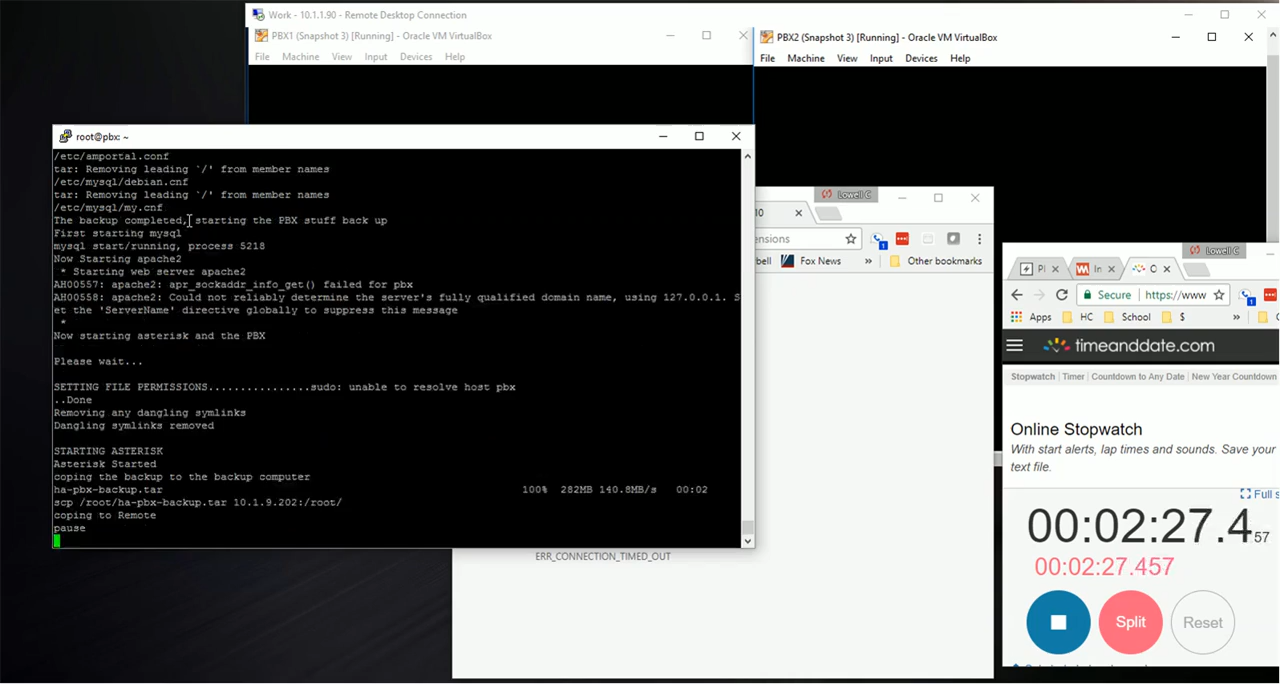 Work - 10.1.1.90 - Remote Desktop Connection
PBX1 (Snapshot 3) [Running] - Oracle VM VirtualBox
File Machine View Input Devices Help
PBX2 (Snapshot 3) [Running] - Oracle VM VirtualBox
File Machine View Input Devices Help
root@pbx: ~
/etc/amportal.conf
tar: Removing leading `/' from member names
/etc/mysql/debian.cnf
tar: Removing leading `/' from member names
/etc/mysql/my.cnf
The backup completed, starting the PBX stuff back up
First starting mysql
mysql start/running, process 5218
Now Starting apache2
* Starting web server apache2
AH00557: apache2: apr_sockaddr_info_get() failed for pbx
AH00558: apache2: Could not reliably determine the server's fully qualified domain name, using 127.0.0.1. S
et the 'ServerName' directive globally to suppress this message
*
Now starting asterisk and the PBX
Please wait...
SETTING FILE PERMISSIONS................sudo: unable to resolve host pbx
..Done
Removing any dangling symlinks
Dangling symlinks removed
STARTING ASTERISK
Asterisk Started
coping the backup to the backup computer
ha-pbx-backup.tar 100% 282MB 140.8MB/s 00:02
scp /root/ha-pbx-backup.tar 10.1.9.202:/root/
coping to Remote
pause
Lowell C
10
ensions
1
bell Fox News » Other bookmarks
ERR_CONNECTION_TIMED_OUT
Lowell C
Pl In O
Secure https://www
1
Apps HC School $ »
timeanddate.com
Stopwatch Timer Countdown to Any Date New Year Countdown
Online Stopwatch
With start alerts, lap times and sounds. Save your
text file.
Full s
00:02:27.457
00:02:27.457
Split
Reset